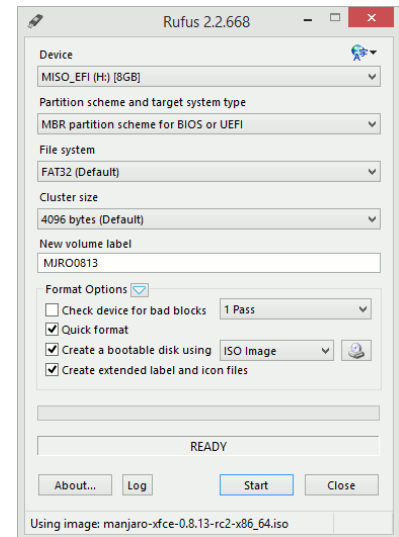 Rufus 2.2.668
Device
MISO_EFI (H:) [8GB]
Partition scheme and target system type
MBR partition scheme for BIOS or UEFI
File system
FAT32 (Default)
Cluster size
4096 bytes (Default)
New volume label
MJRO0813
Format Options
Check device for bad blocks 1 Pass
Quick format
Create a bootable disk using ISO Image
Create extended label and icon files
READY
About... Log Start Close
Using image: manjaro-xfce-0.8.13-rc2-x86_64.iso